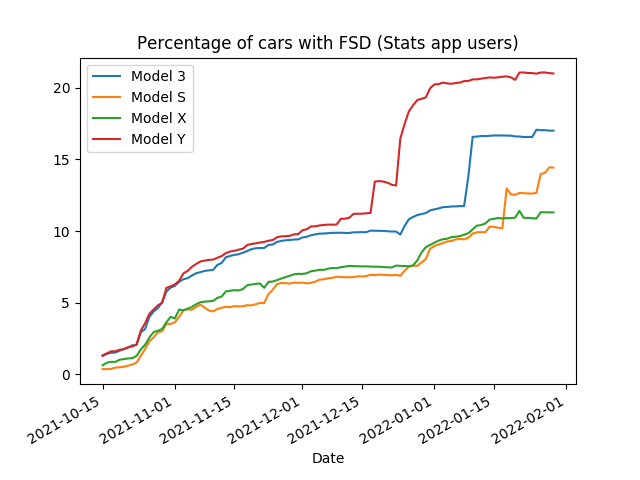 Percentage of cars with FSD (Stats app users)
Model 3
Model S
Model X
Model Y
20
15
10
5
0
2021-10-15
2021-11-01
2021-11-15
2021-12-01
2021-12-15
2022-01-01
2022-01-15
2022-02-01
Date